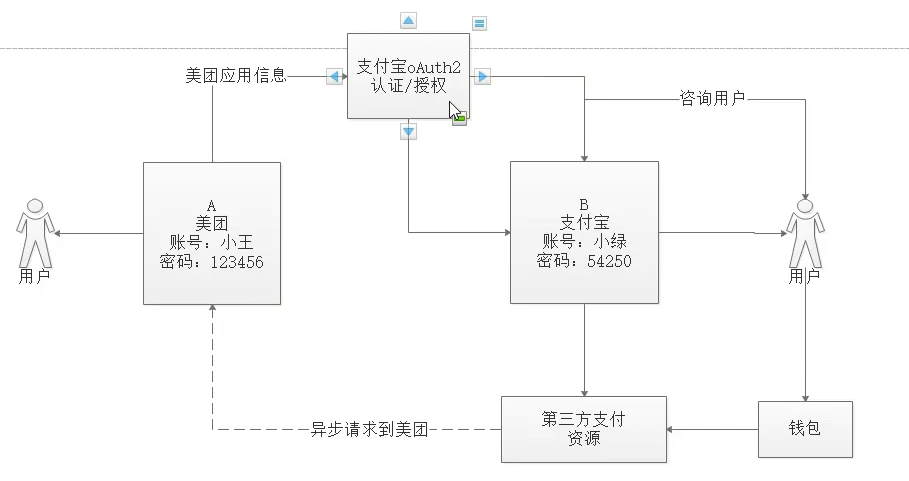 支付宝oAuth2
认证/授权
美团应用信息
咨询用户
A
美团
账号：小王
密码：123456
B
支付宝
账号：小绿
密码：54250
用户
用户
第三方支付
资源
异步请求到美团
钱包